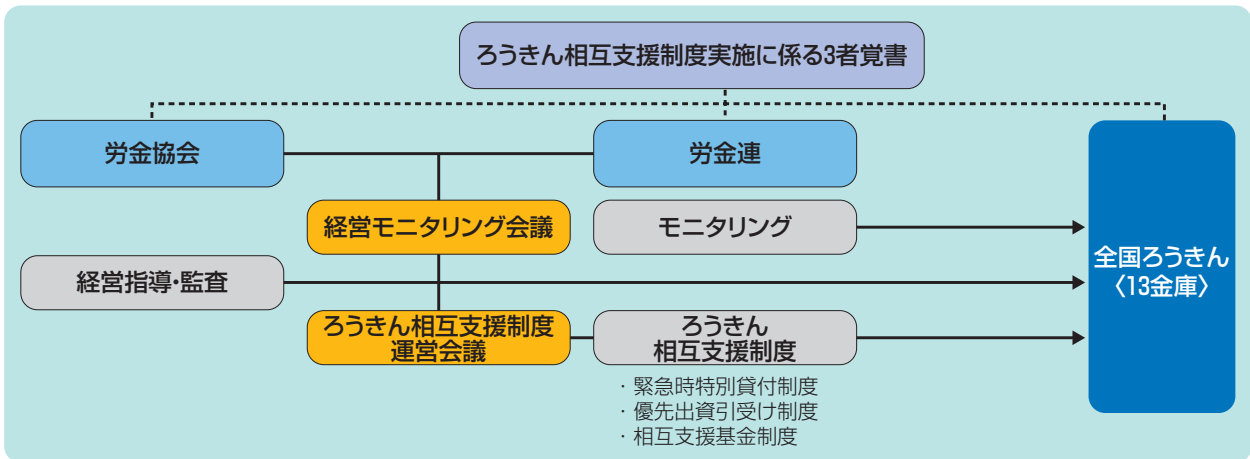 ろうきん相互支援制度実施に係る3者覚書
労金協会
労金連
経営モニタリング会議
モニタリング
経営指導・監査
全国ろうきん
〈13金庫〉
ろうきん相互支援制度
運営会議
ろうきん
相互支援制度
・緊急時特別貸付制度
・優先出資引受け制度
・相互支援基金制度